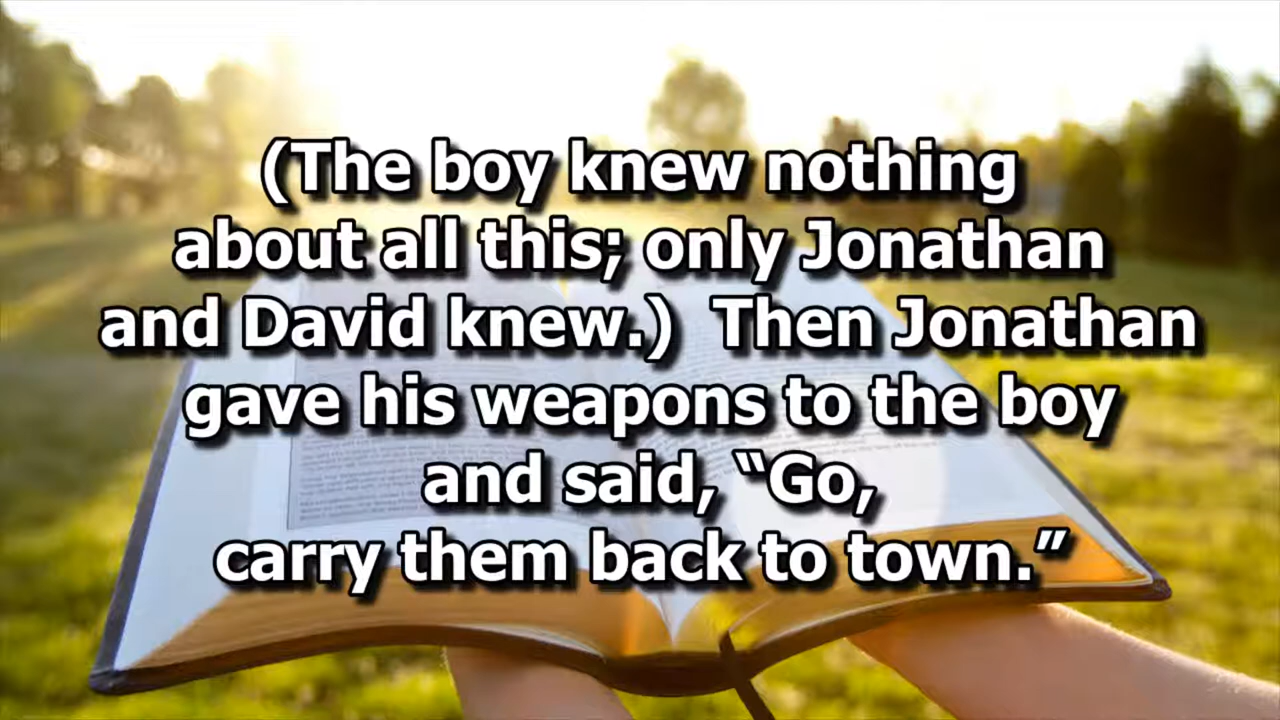 (The boy knew nothing
about all this; only Jonathan
and David knew.)  Then Jonathan
gave his weapons to the boy
and said, “Go,
carry them back to town.”